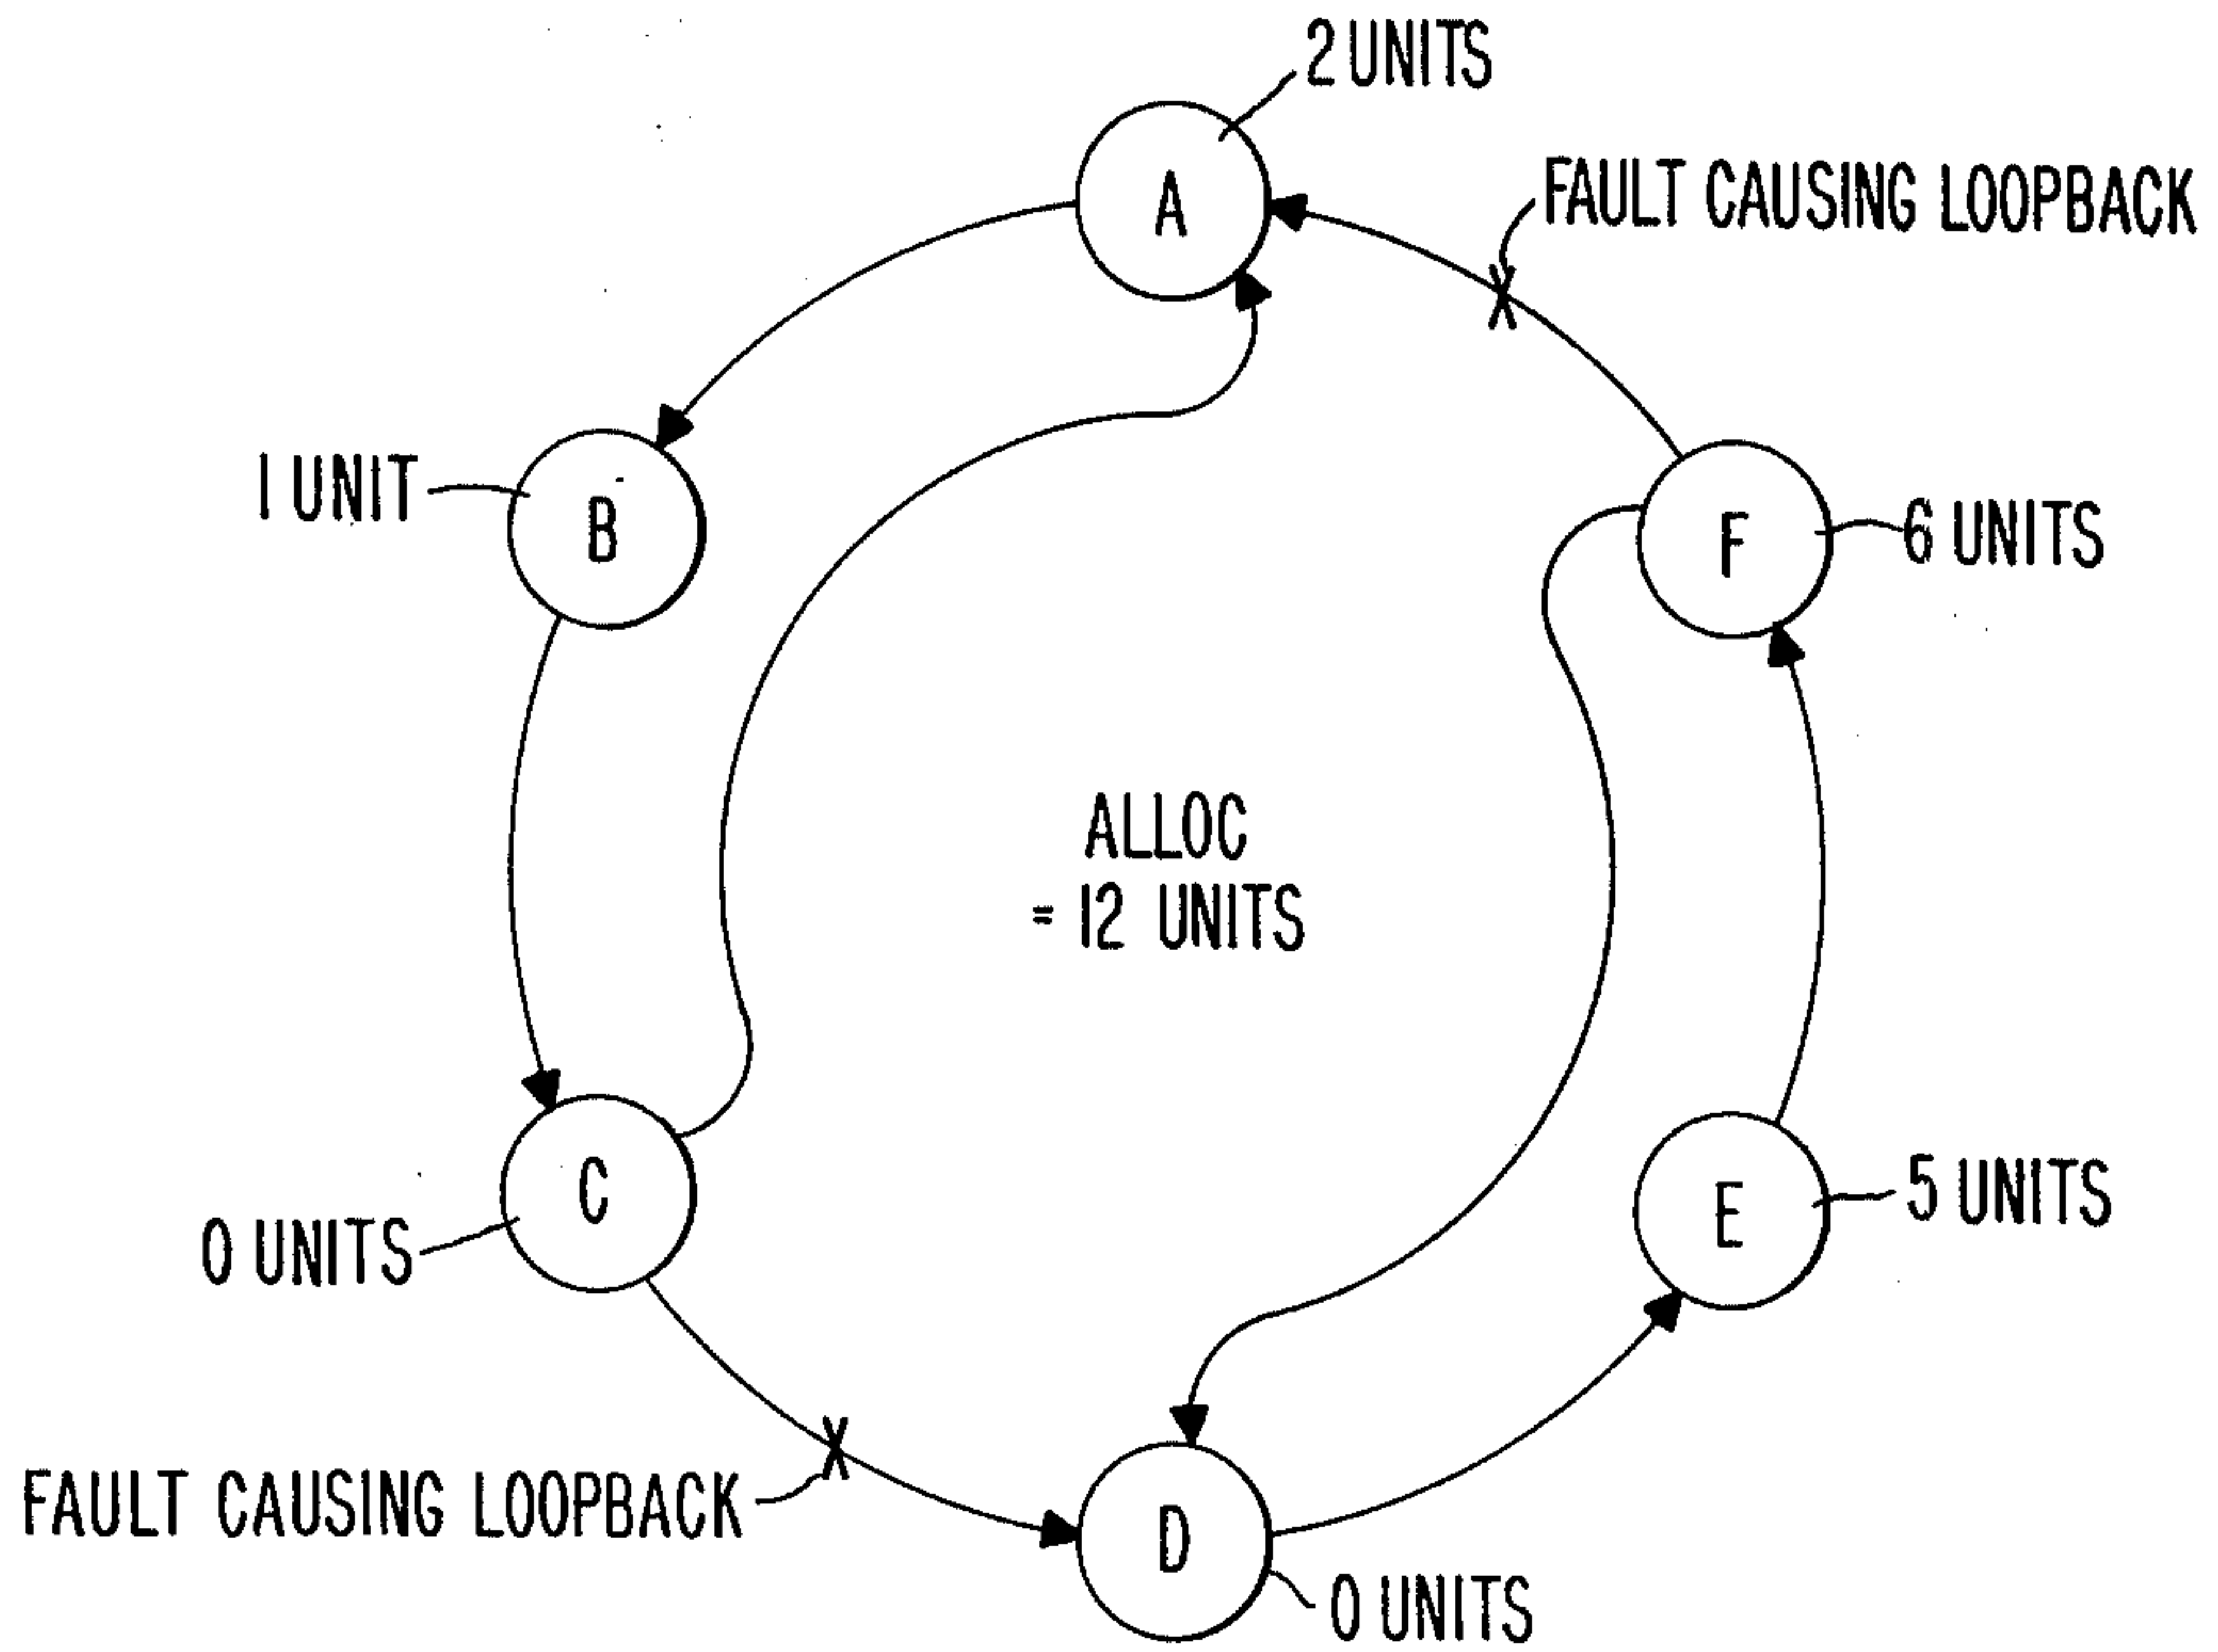 2 UNITS
A
FAULT CAUSING LOOPBACK
1 UNIT
B
F
6 UNITS
ALLOC
= 12 UNITS
C
0 UNITS
E
5 UNITS
FAULT CAUSING LOOPBACK
D
0 UNITS